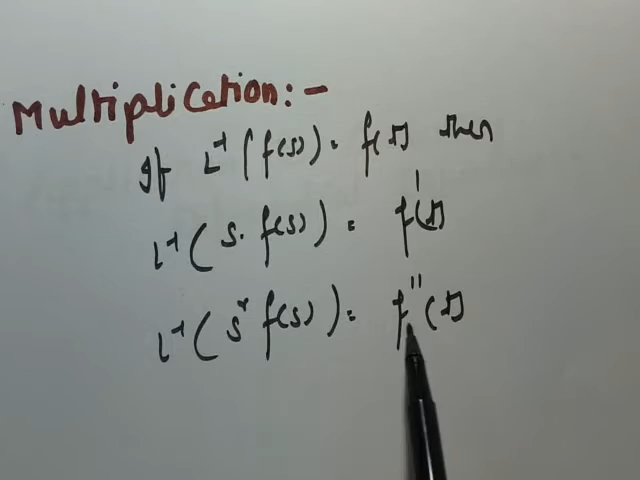 Multiplication:-
If L⁻¹(f(s)) = f(t) then
L⁻¹(s. f(s)) = f'(t)
L⁻¹(s² f(s)) = f''(t)